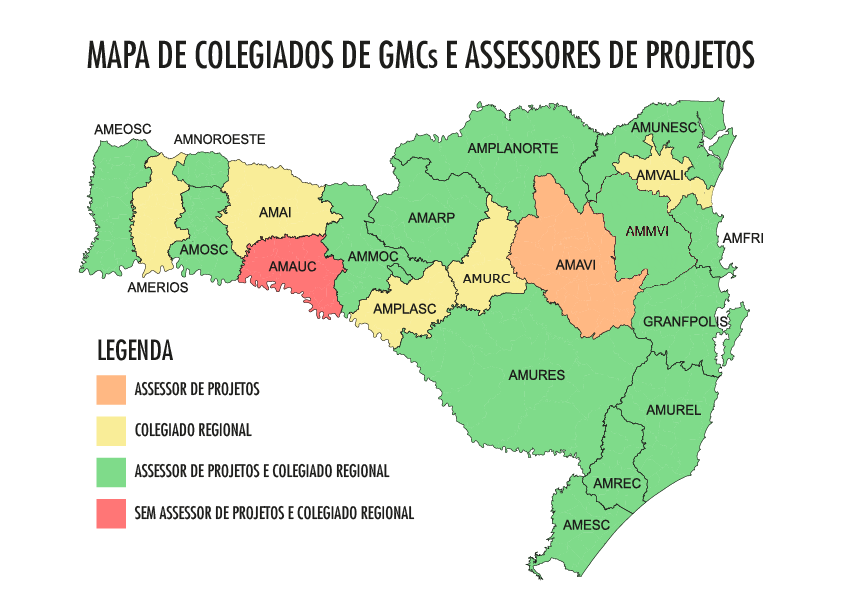 MAPA DE COLEGIADOS DE GMCs E ASSESSORES DE PROJETOS
AMEOSC
AMNOROESTE
AMPLANORTE
AMUNESC
AMVALI
AMAI
AMARP
AMMVI
AMFRI
AMOSC
AMMOC
AMAUC
AMURC
AMAVI
AMERIOS
AMPLASC
GRANFPOLIS
LEGENDA
AMURES
ASSESSOR DE PROJETOS
AMUREL
COLEGIADO REGIONAL
ASSESSOR DE PROJETOS E COLEGIADO REGIONAL
AMREC
SEM ASSESSOR DE PROJETOS E COLEGIADO REGIONAL
AMESC